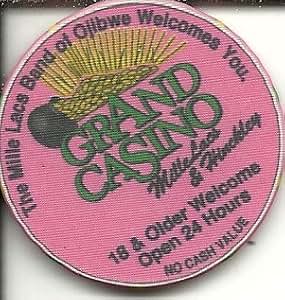 The Mille Lacs Band of Ojibwe Welcomes You.
GRAND
CASINO
Mille Lacs
& Hinckley
18 & Older Welcome
Open 24 Hours
NO CASH VALUE